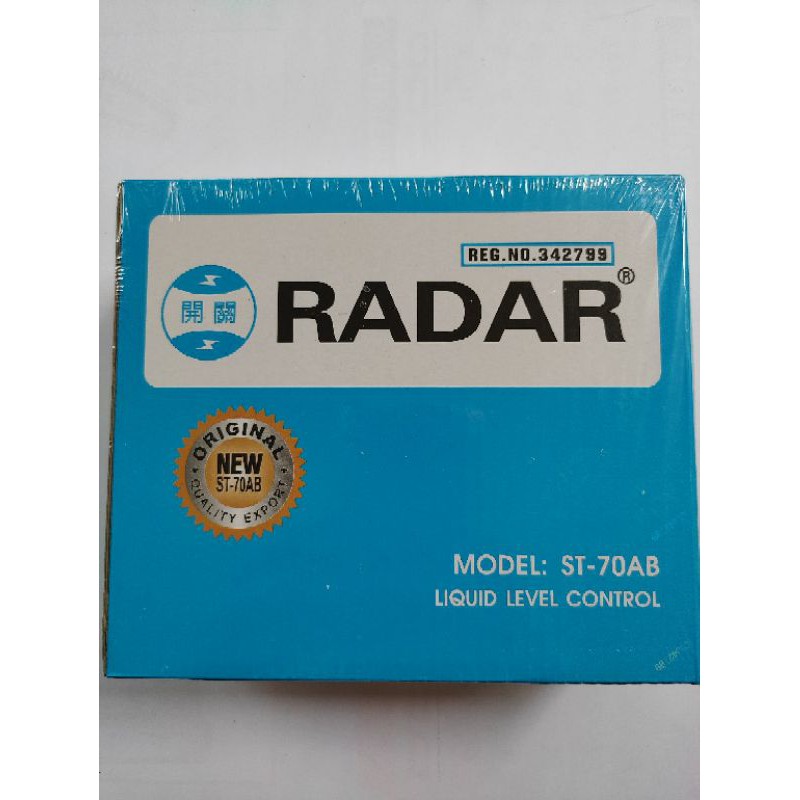 REG.NO.342799
開關
RADAR®
ORIGINAL
NEW
ST-70AB
QUALITY EXPORT
MODEL: ST-70AB
LIQUID LEVEL CONTROL